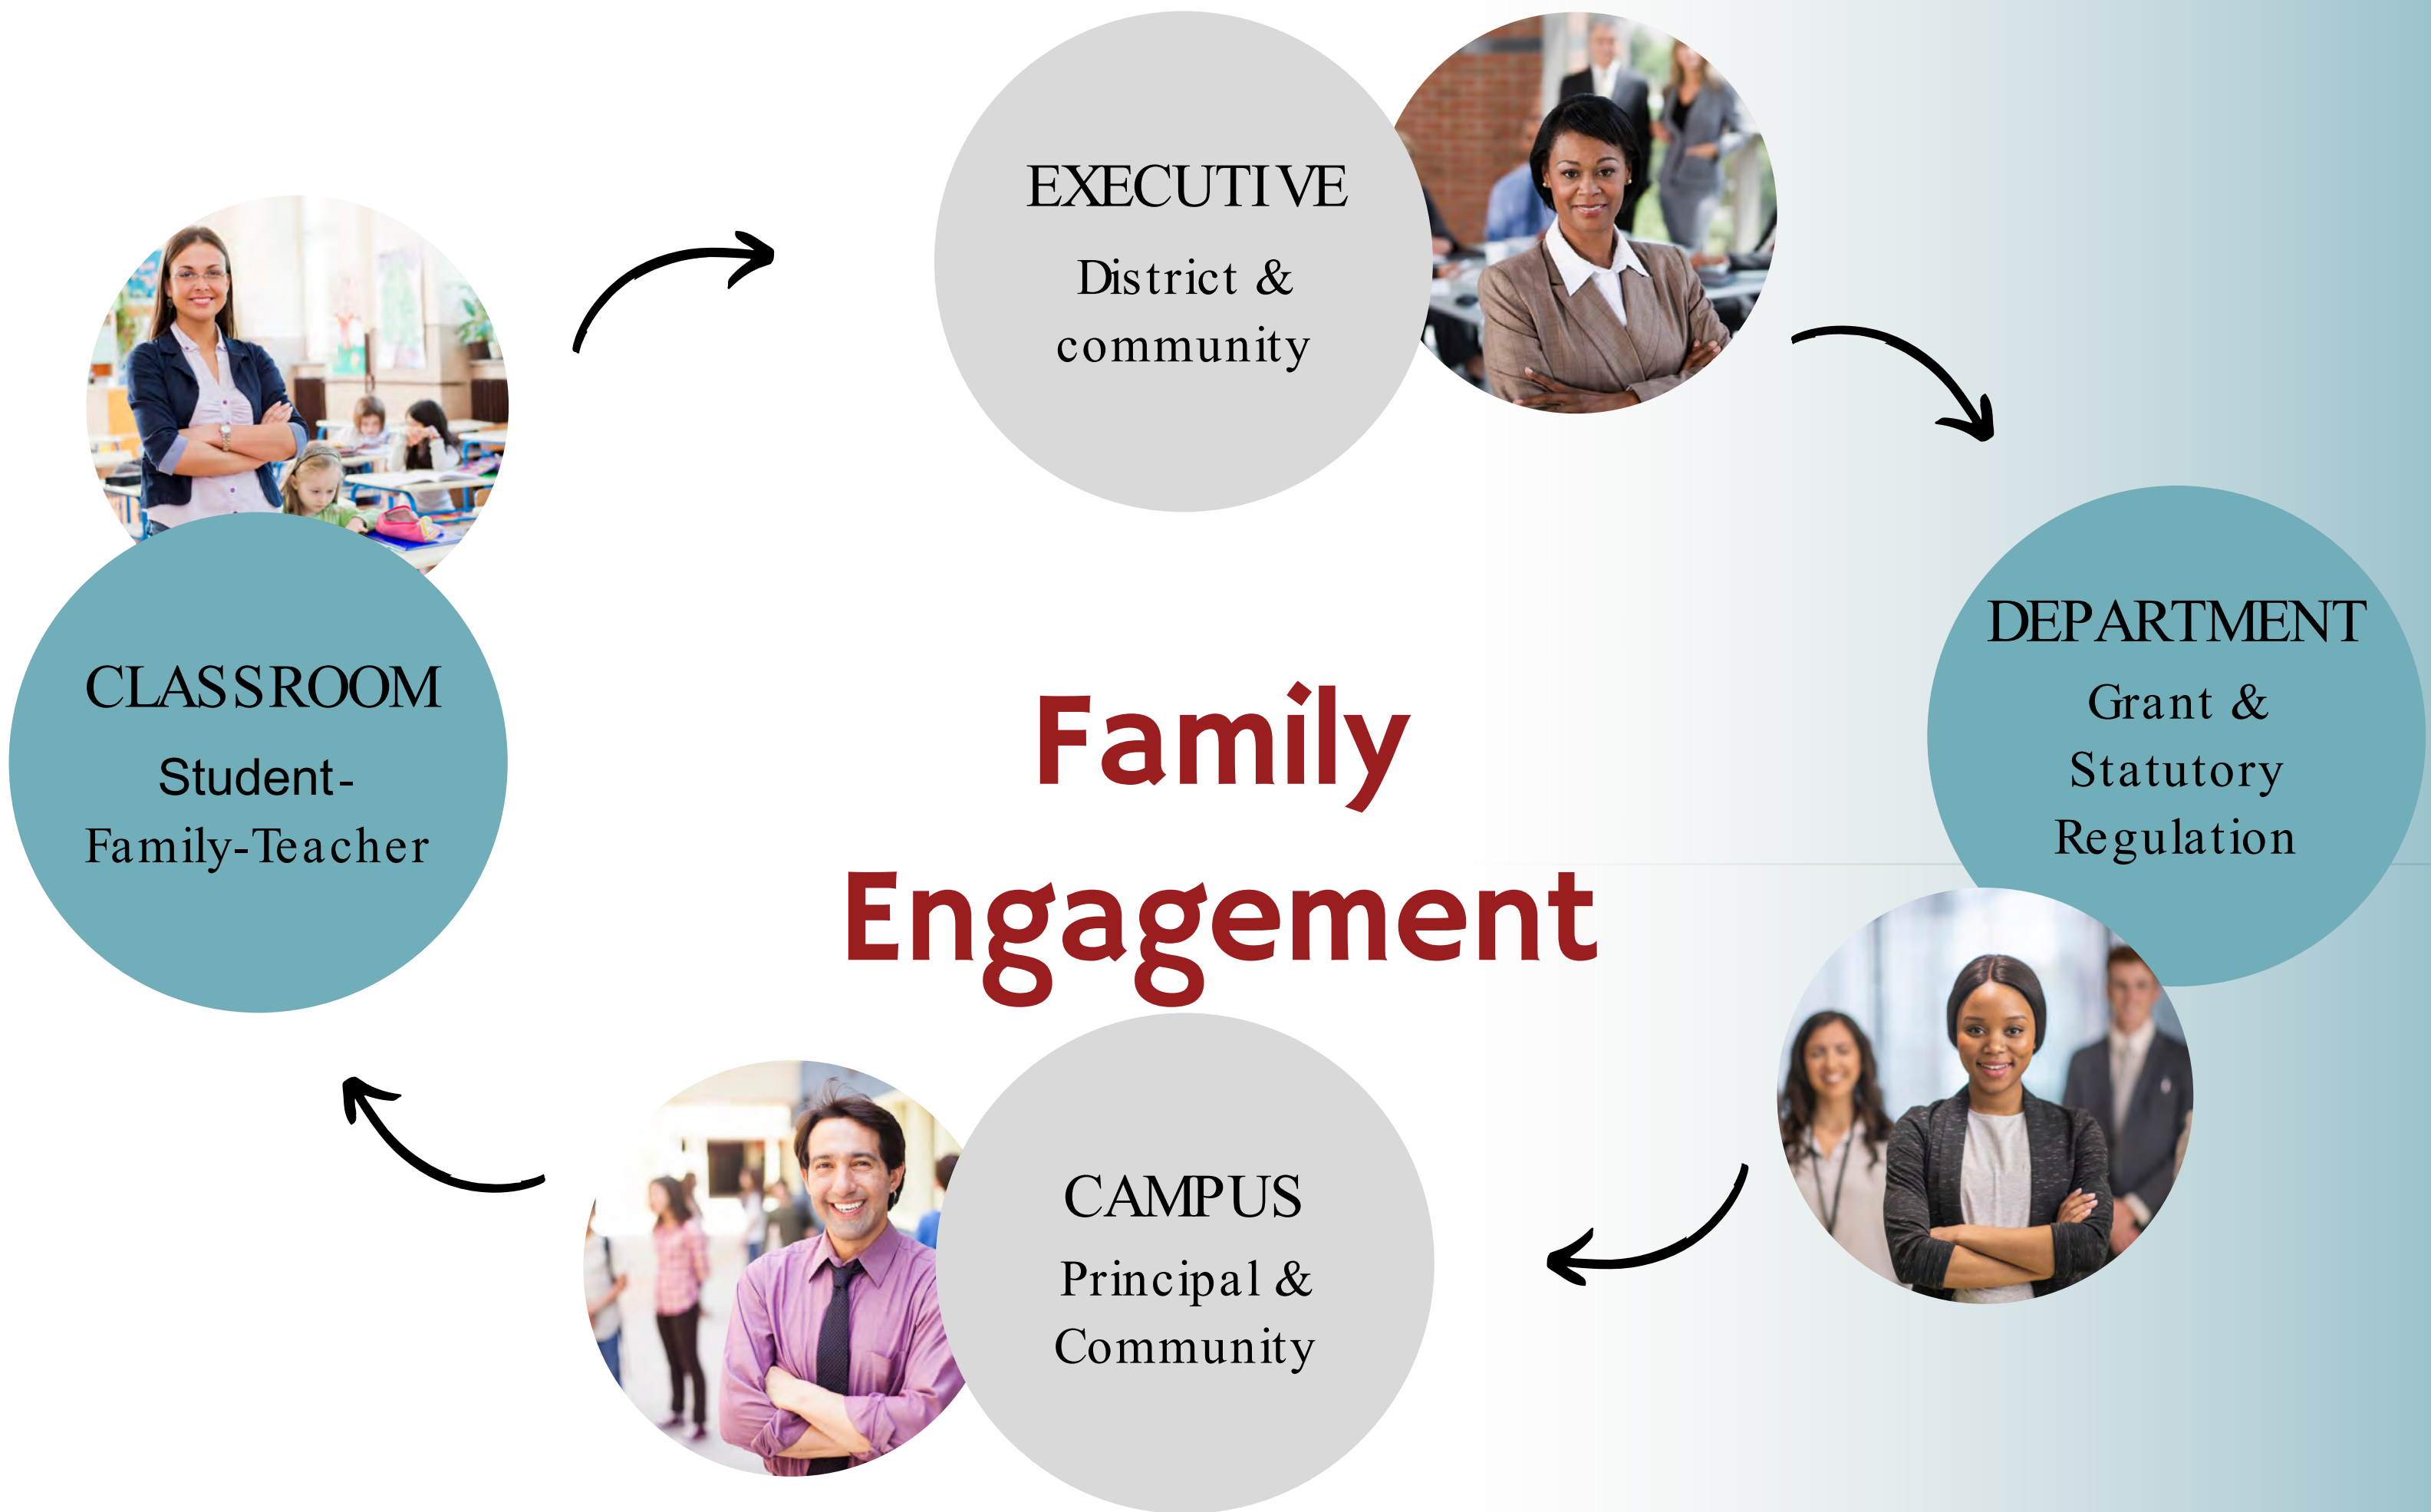 EXECUTIVE
District &
community
DEPARTMENT
Grant &
Statutory
Regulation
CLASSROOM
Student-
Family-Teacher
Family
Engagement
CAMPUS
Principal &
Community